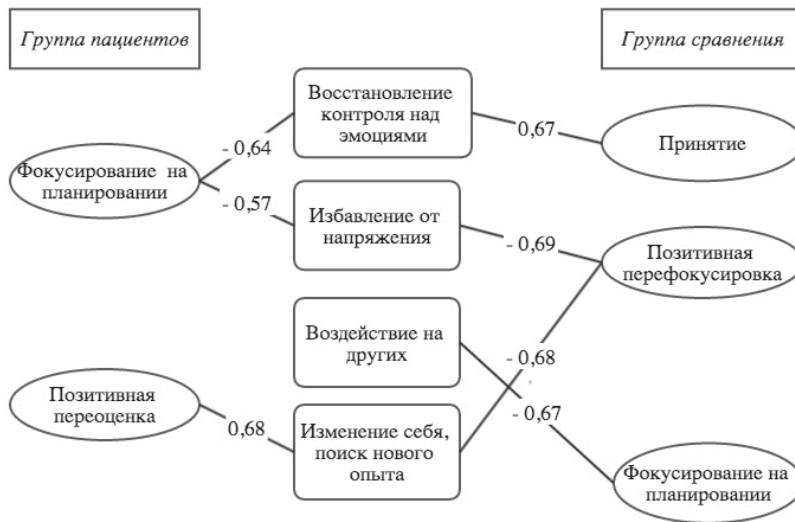 Группа пациентов
Группа сравнения
Восстановление
контроля над
эмоциями
- 0,64
0,67
Принятие
Фокусирование на
планировании
- 0,57
Избавление от
напряжения
- 0,69
Позитивная
перефокусировка
Воздействие на
других
- 0,68
Позитивная
переоценка
- 0,67
0,68
Изменение себя,
поиск нового
опыта
Фокусирование на
планировании